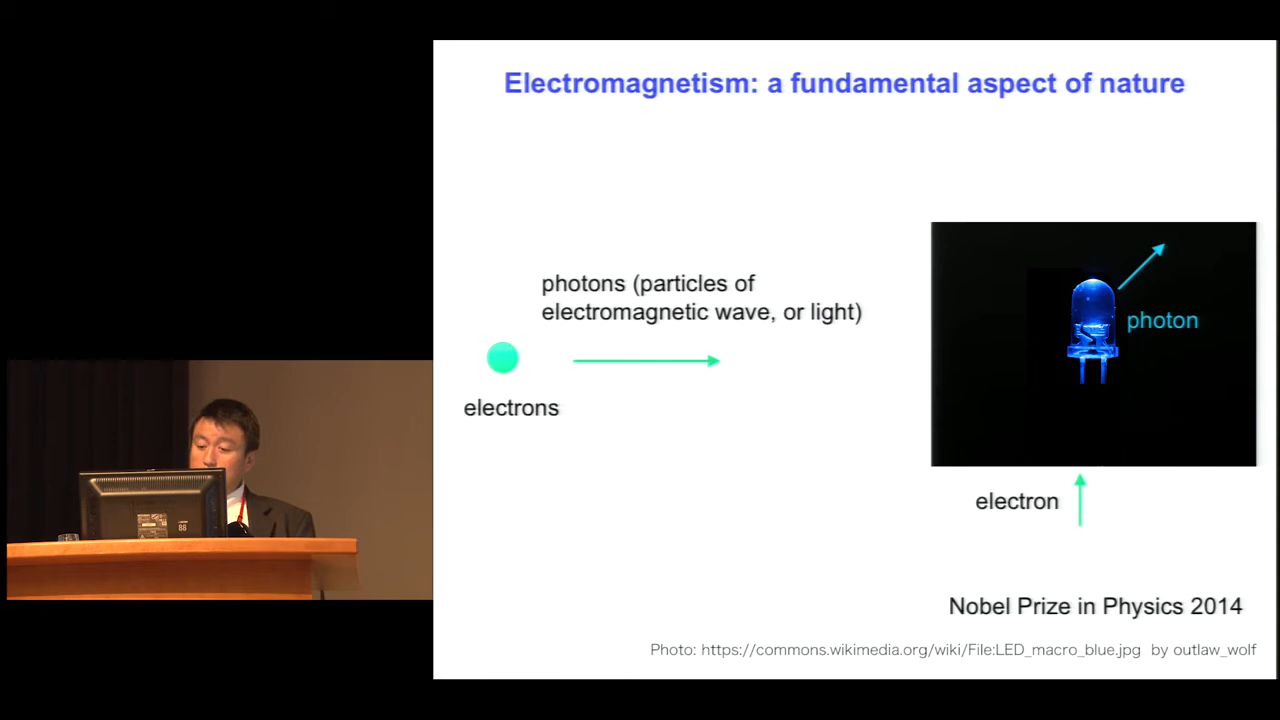 Electromagnetism: a fundamental aspect of nature
photons (particles of
electromagnetic wave, or light)
electrons
photon
electron
Nobel Prize in Physics 2014
Photo: https://commons.wikimedia.org/wiki/File:LED_macro_blue.jpg by outlaw_wolf